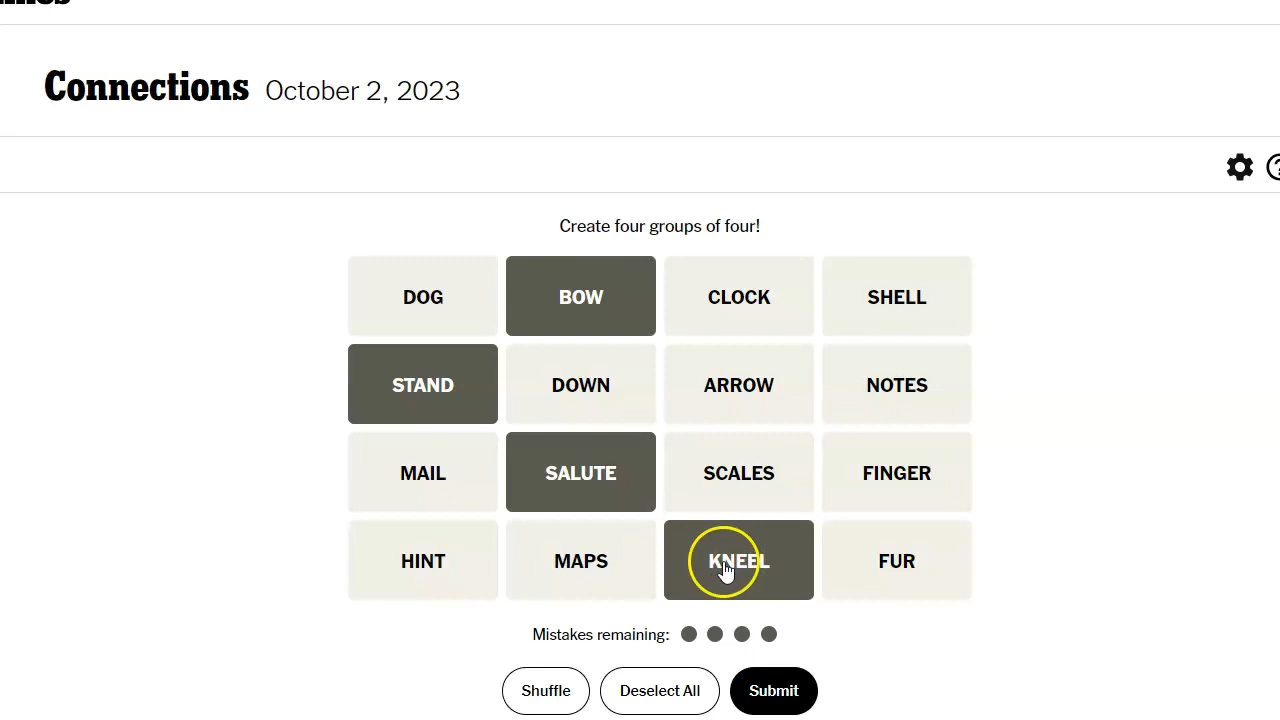 Connections October 2, 2023
Create four groups of four!
DOG BOW CLOCK SHELL
STAND DOWN ARROW NOTES
MAIL SALUTE SCALES FINGER
HINT MAPS KNEEL FUR
Mistakes remaining:
Shuffle Deselect All Submit